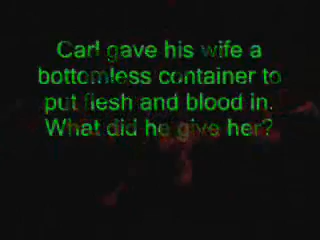 Carl gave his wife a
bottomless container to
put flesh and blood in.
What did he give her?